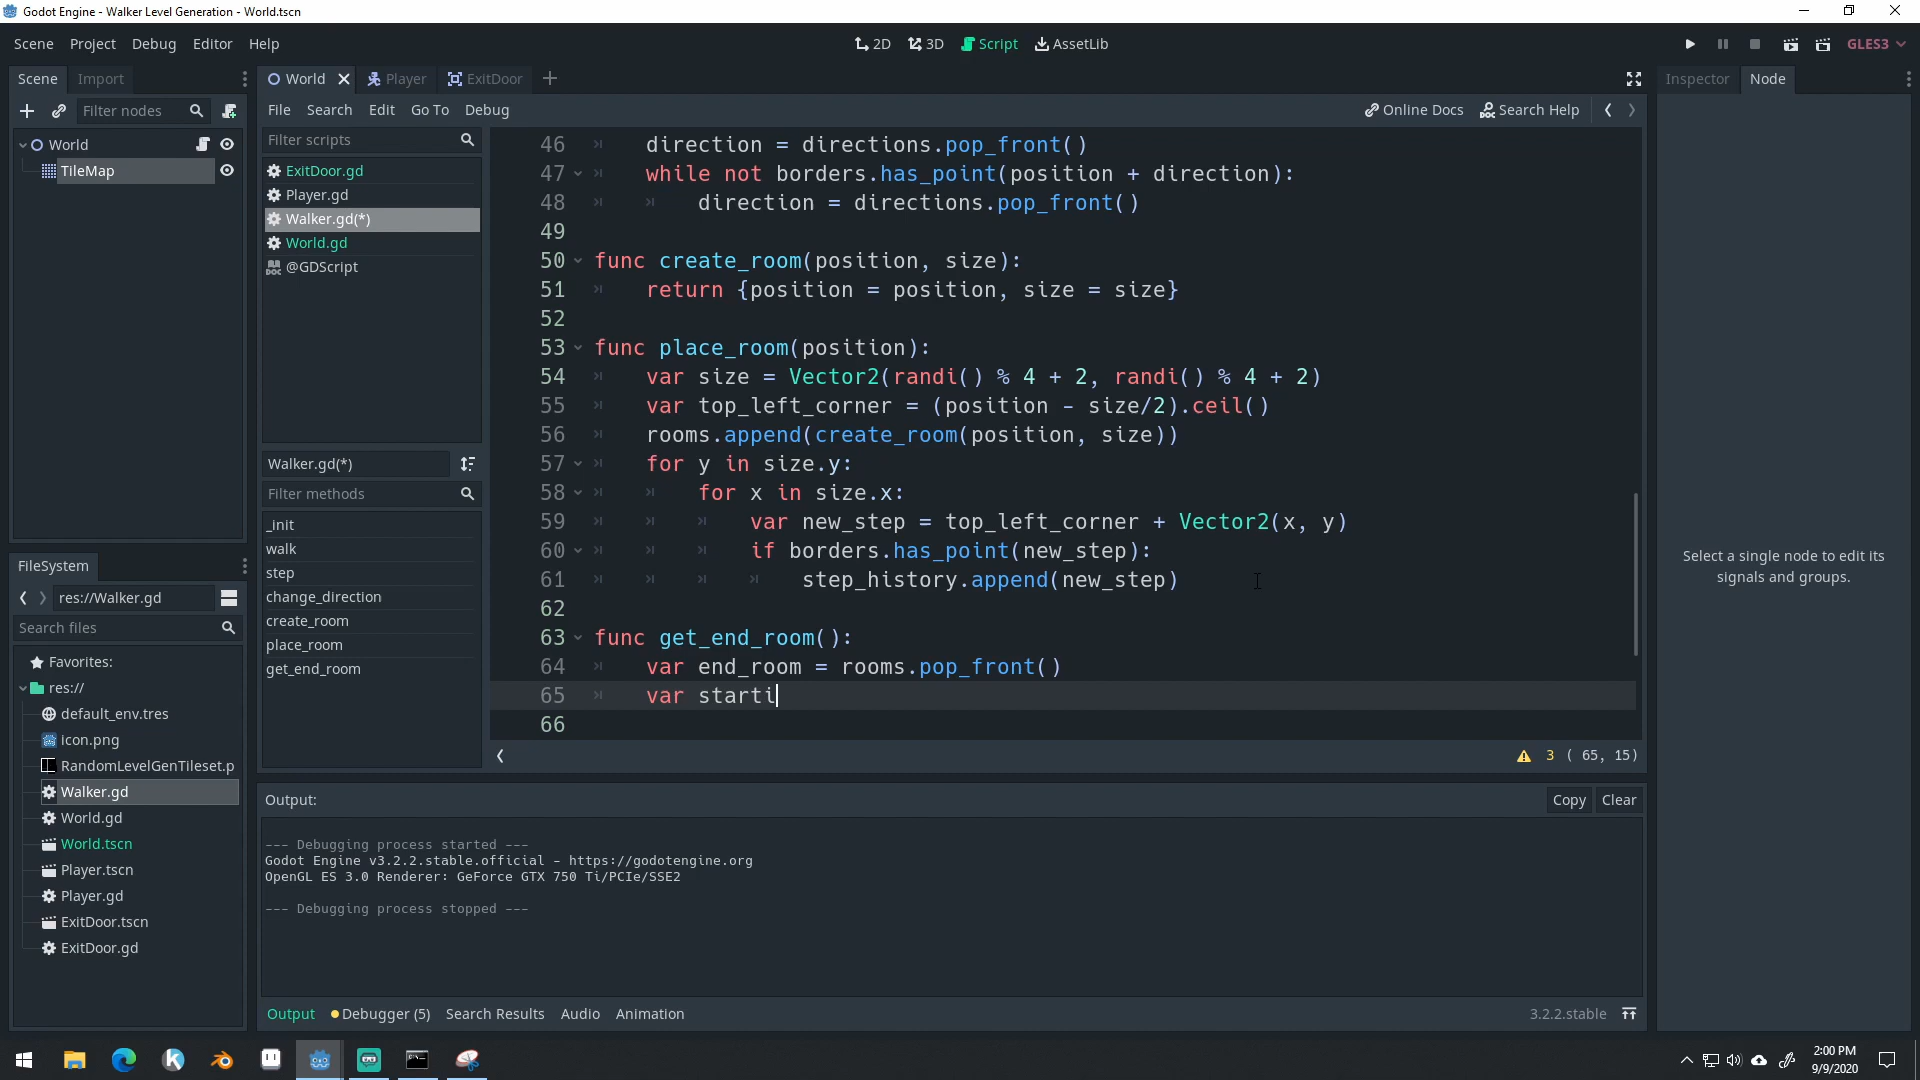 Godot Engine - Walker Level Generation - World.tscn
Scene Project Debug Editor Help
2D 3D Script AssetLib
GLES3
Scene Import
Filter nodes
World
TileMap
World Player ExitDoor
File Search Edit Go To Debug
Online Docs Search Help
Filter scripts
ExitDoor.gd
Player.gd
Walker.gd(*)
World.gd
@GDScript
Walker.gd(*)
Filter methods
_init
walk
step
change_direction
create_room
place_room
get_end_room
46 direction = directions.pop_front()
47 while not borders.has_point(position + direction):
48 direction = directions.pop_front()
49
50 func create_room(position, size):
51 return {position = position, size = size}
52
53 func place_room(position):
54 var size = Vector2(randi() % 4 + 2, randi() % 4 + 2)
55 var top_left_corner = (position - size/2).ceil()
56 rooms.append(create_room(position, size))
57 for y in size.y:
58 for x in size.x:
59 var new_step = top_left_corner + Vector2(x, y)
60 if borders.has_point(new_step):
61 step_history.append(new_step)
62
63 func get_end_room():
64 var end_room = rooms.pop_front()
65 var starti
66
3 ( 65, 15)
Inspector Node
Select a single node to edit its
signals and groups.
FileSystem
res://Walker.gd
Search files
Favorites:
res://
default_env.tres
icon.png
RandomLevelGenTileset.p
Walker.gd
World.gd
World.tscn
Player.tscn
Player.gd
ExitDoor.tscn
ExitDoor.gd
Output:
Copy Clear
--- Debugging process started ---
Godot Engine v3.2.2.stable.official - https://godotengine.org
OpenGL ES 3.0 Renderer: GeForce GTX 750 Ti/PCIe/SSE2
--- Debugging process stopped ---
Output Debugger (5) Search Results Audio Animation
3.2.2.stable
2:00 PM
9/9/2020